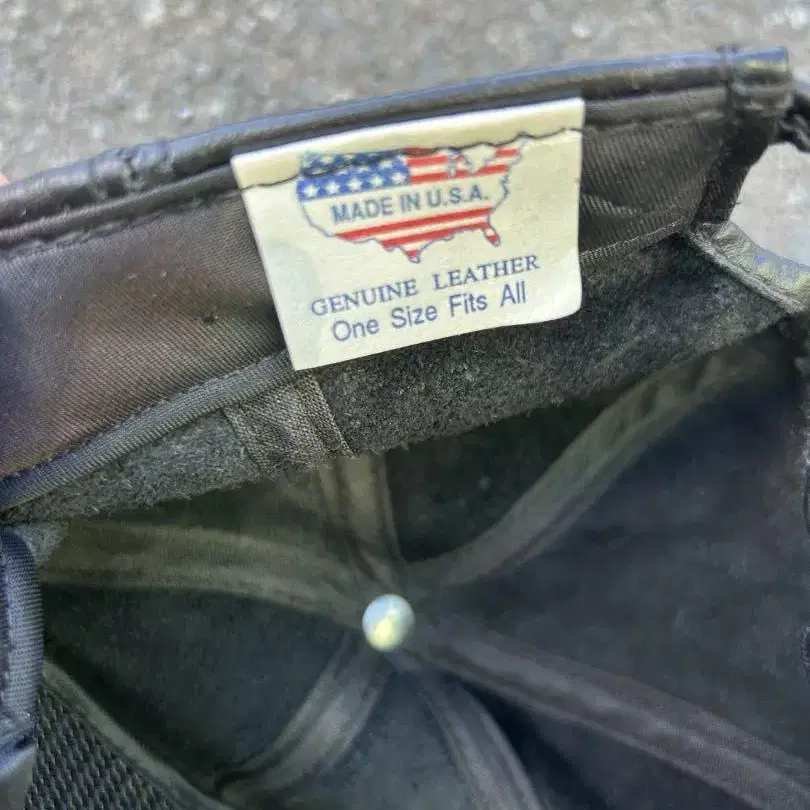 MADE IN U.S.A.
GENUINE LEATHER
One Size Fits All